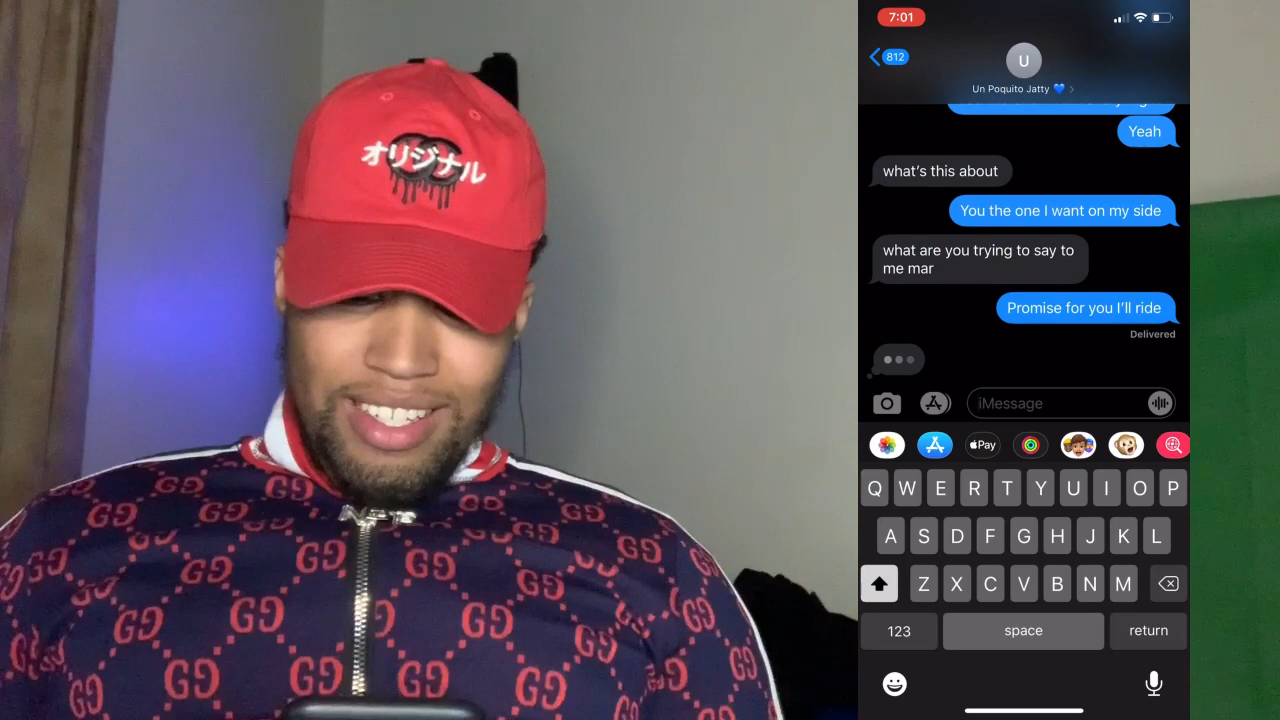 オリジナル
7:01
812
U
Un Poquito Jatty 💙
Yeah
what's this about
You the one I want on my side
what are you trying to say to
me mar
Promise for you I'll ride
Delivered
iMessage
Pay
Q W E R T Y U I O P
A S D F G H J K L
Z X C V B N M
123
space
return